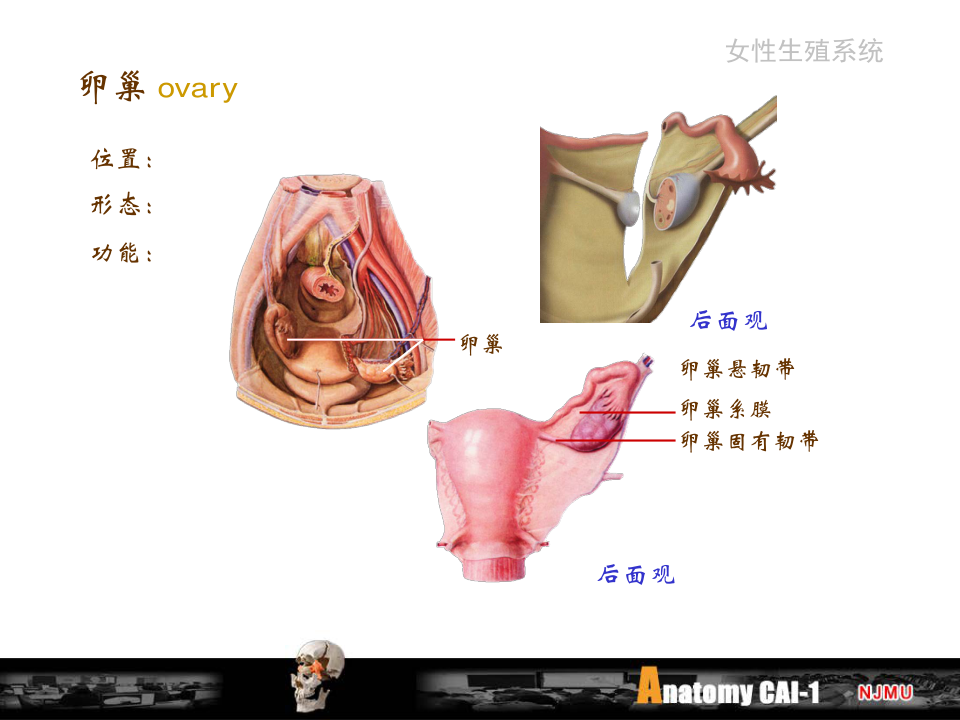 女性生殖系统
卵巢 ovary
位置：
形态：
功能：
后面观
卵巢
卵巢悬韧带
卵巢系膜
卵巢固有韧带
后面观
Anatomy CAI-1
NJMU